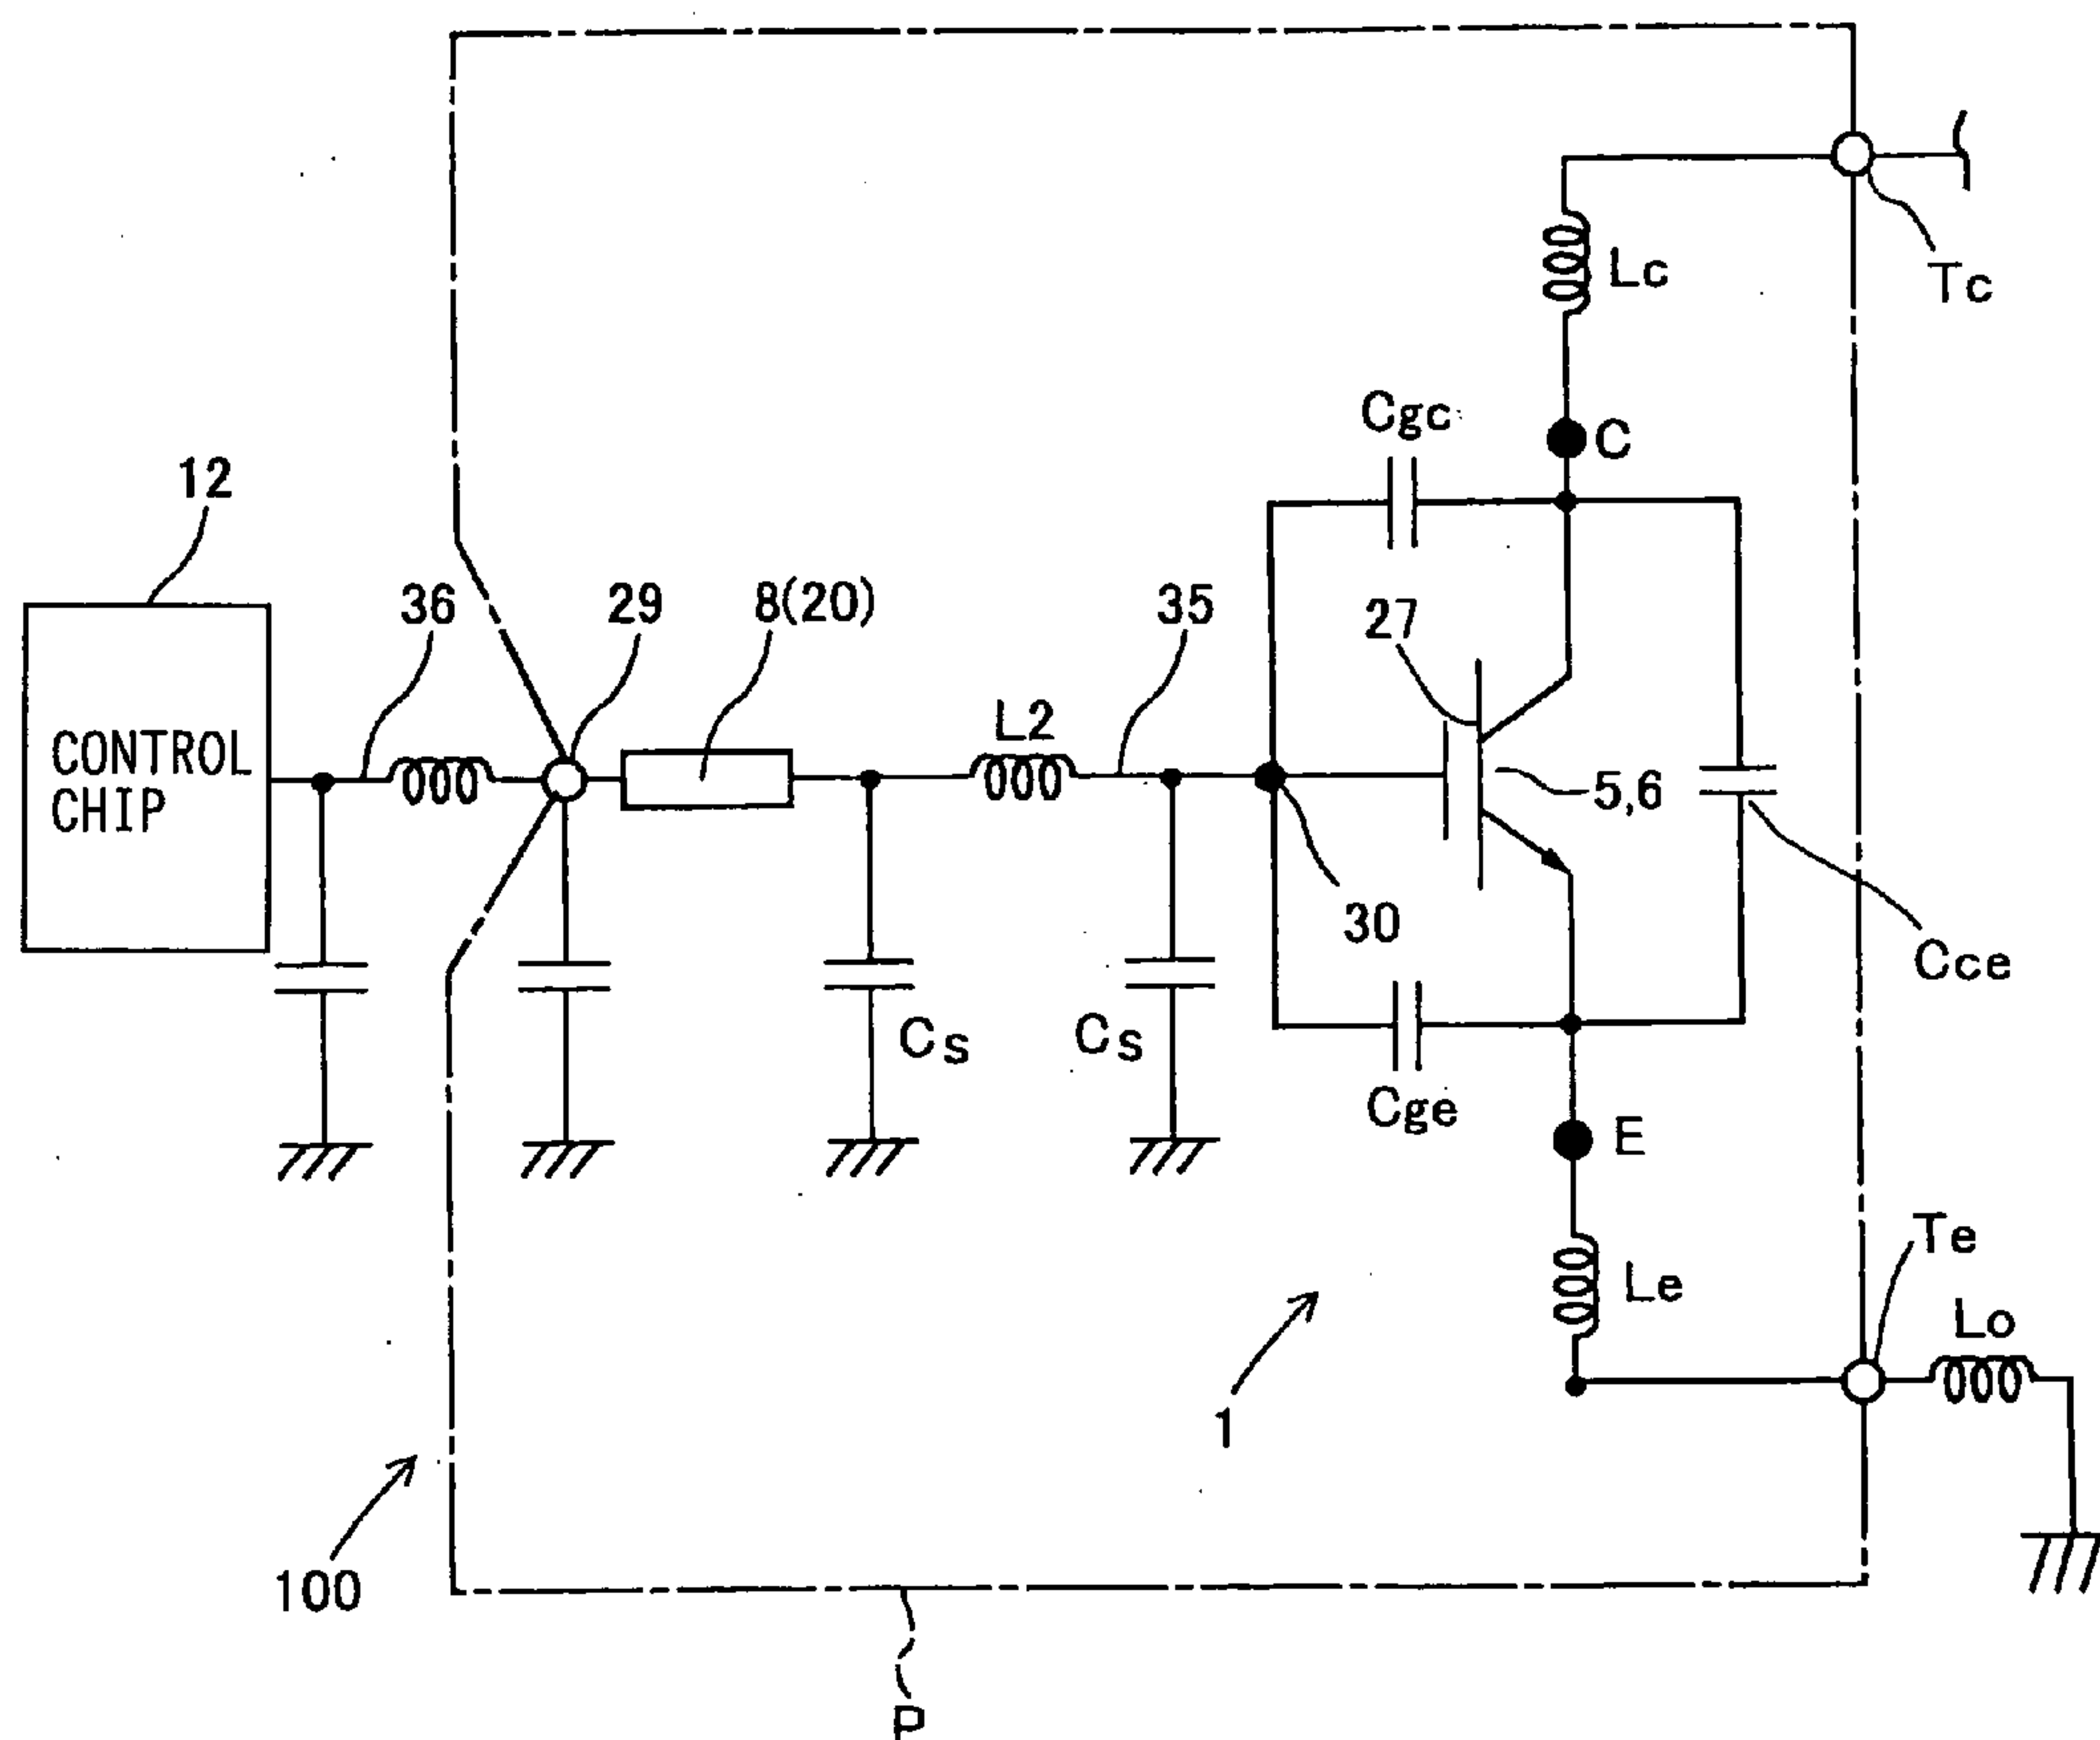 Tc
Lc
Cgc
C
12
36
29
8(20)
35
27
L2
CONTROL
CHIP
5,6
30
Cce
Cs
Cs
Cge
E
Te
Le
Lo
1
100
P